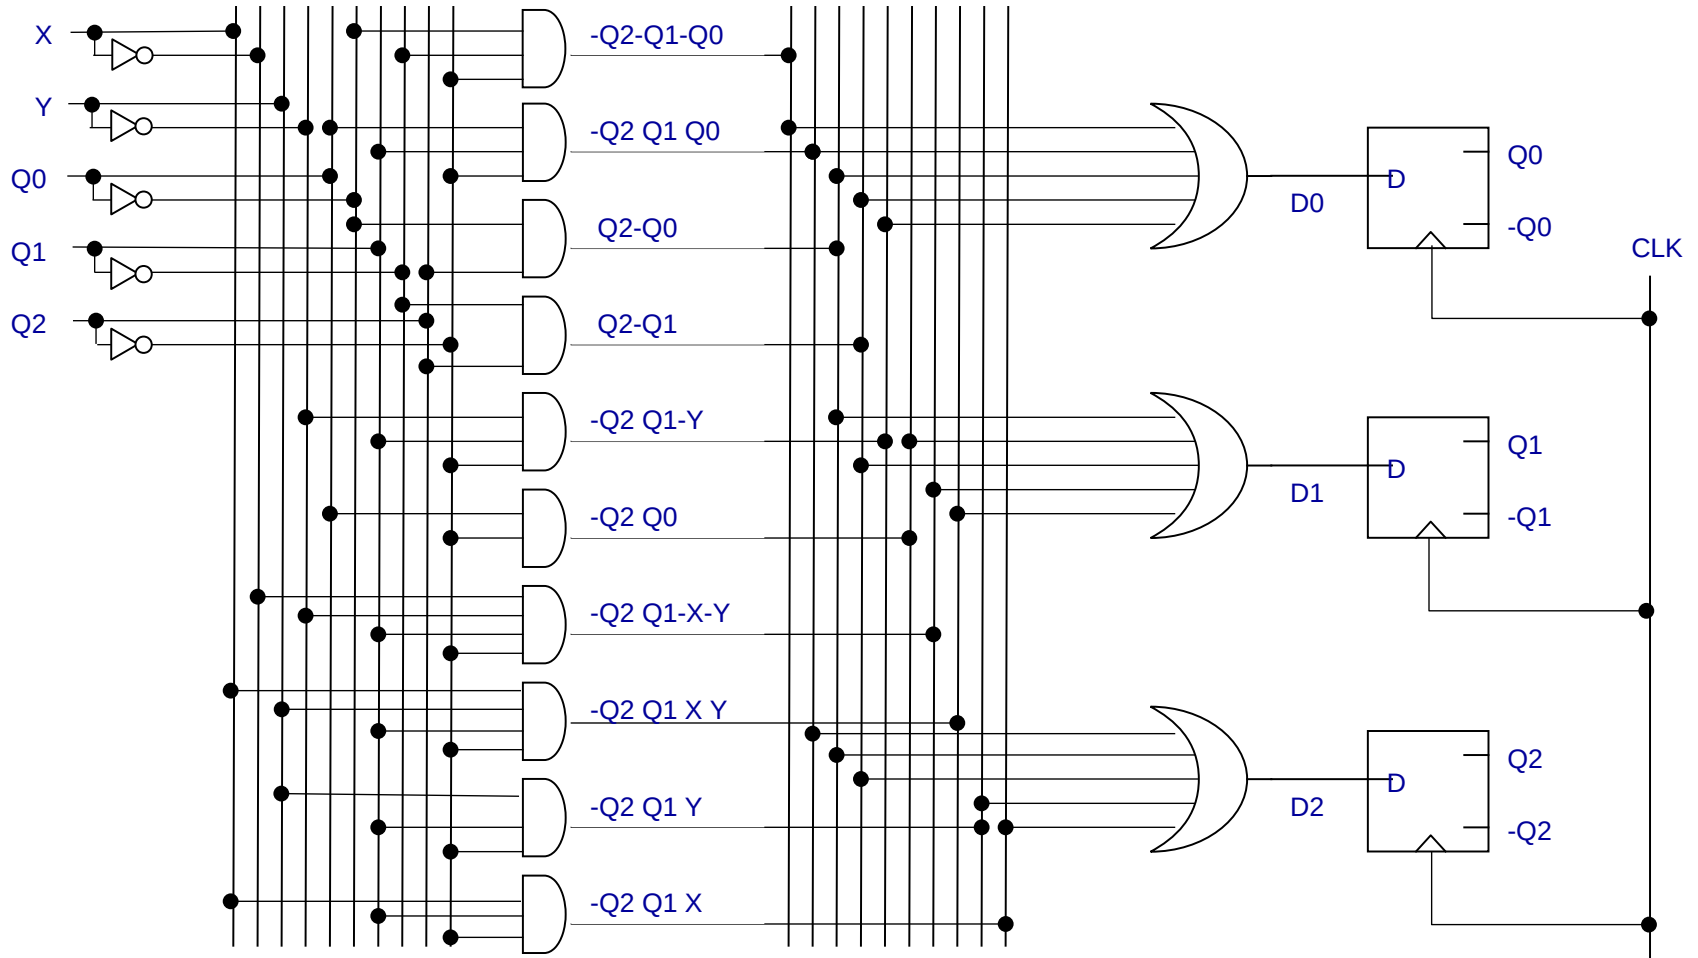 X
Y
Q0
Q1
Q2
-Q2-Q1-Q0
-Q2 Q1 Q0
Q2-Q0
Q2-Q1
-Q2 Q1-Y
-Q2 Q0
-Q2 Q1-X-Y
-Q2 Q1 X Y
-Q2 Q1 Y
-Q2 Q1 X
D0
D
Q0
-Q0
CLK
D1
D
Q1
-Q1
D2
D
Q2
-Q2